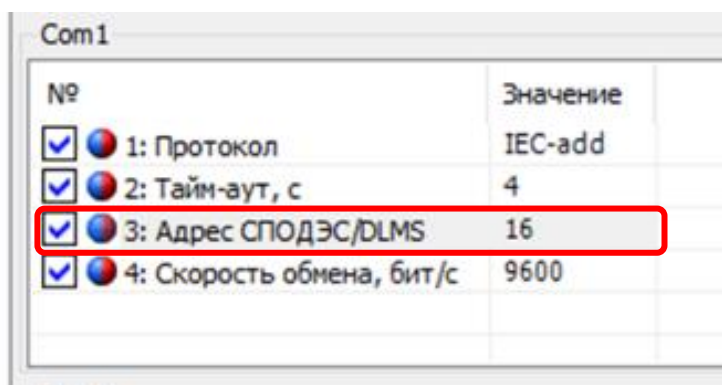 Com1
№ Значение
1: Протокол IEC-add
2: Тайм-аут, с 4
3: Адрес СПОДЭС/DLMS 16
4: Скорость обмена, бит/с 9600